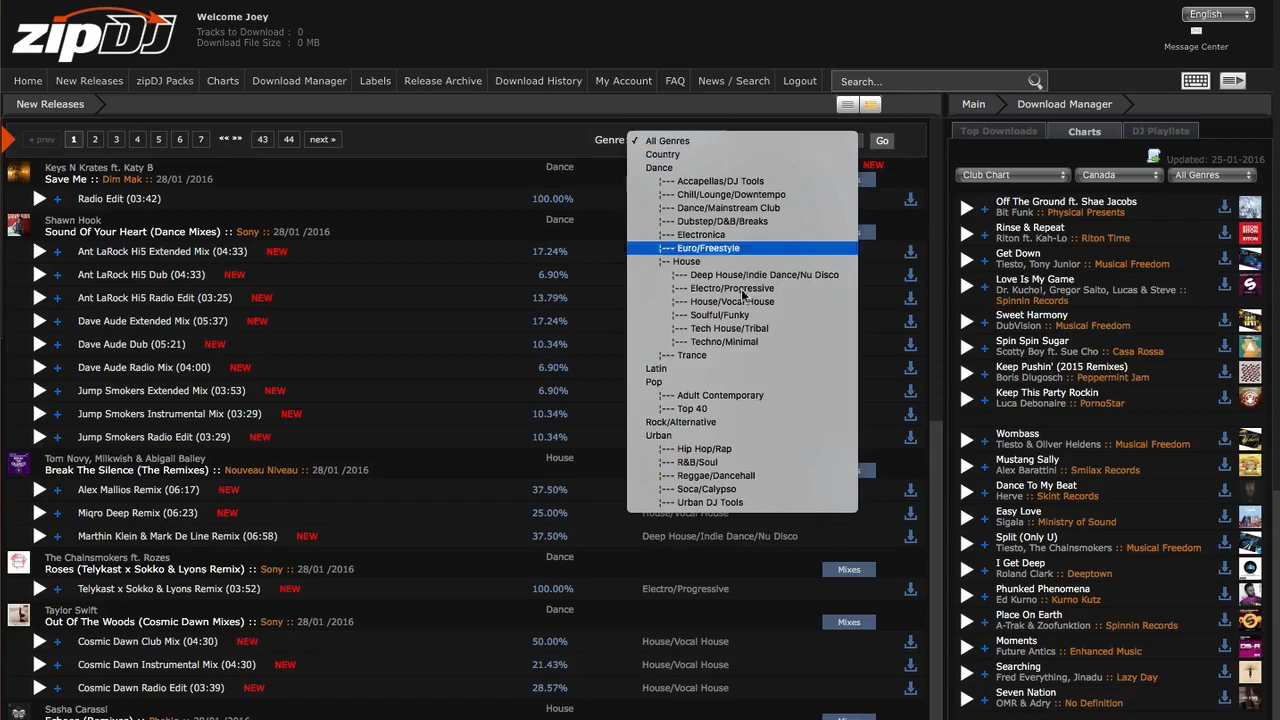 zipDJ
Welcome Joey
Tracks to Download : 0
Download File Size : 0 MB
English
Message Center
Home
New Releases
zipDJ Packs
Charts
Download Manager
Labels
Release Archive
Download History
My Account
FAQ
News / Search
Logout
Search...
New Releases
Main
Download Manager
« prev
1
2
3
4
5
6
7
«« »»
43
44
next »
Genre
Go
✓ All Genres
Country
Dance
¦--- Accapellas/DJ Tools
¦--- Chill/Lounge/Downtempo
¦--- Dance/Mainstream Club
¦--- Dubstep/D&B/Breaks
¦--- Electronica
¦--- Euro/Freestyle
¦-- House
¦--- Deep House/Indie Dance/Nu Disco
¦--- Electro/Progressive
¦--- House/Vocal House
¦--- Soulful/Funky
¦--- Tech House/Tribal
¦--- Techno/Minimal
¦--- Trance
Latin
Pop
¦--- Adult Contemporary
¦--- Top 40
Rock/Alternative
Urban
¦--- Hip Hop/Rap
¦--- R&B/Soul
¦--- Reggae/Dancehall
¦--- Soca/Calypso
¦--- Urban DJ Tools
Keys N Krates ft. Katy B
Dance
NEW
Save Me :: Dim Mak :: 28/01 /2016
Radio Edit (03:42)
100.00%
Shawn Hook
Dance
Sound Of Your Heart (Dance Mixes) :: Sony :: 28/01 /2016
Ant LaRock Hi5 Extended Mix (04:33) NEW 17.24%
Ant LaRock Hi5 Dub (04:33) NEW 6.90%
Ant LaRock Hi5 Radio Edit (03:25) NEW 13.79%
Dave Aude Extended Mix (05:37) NEW 17.24%
Dave Aude Dub (05:21) NEW 10.34%
Dave Aude Radio Mix (04:00) NEW 6.90%
Jump Smokers Extended Mix (03:53) NEW 6.90%
Jump Smokers Instrumental Mix (03:29) NEW 10.34%
Jump Smokers Radio Edit (03:29) NEW 10.34%
Tom Novy, Milkwish & Abigail Bailey
House
Break The Silence (The Remixes) :: Nouveau Niveau :: 28/01 /2016
Alex Mallios Remix (06:17) NEW 37.50%
Miqro Deep Remix (06:23) NEW 25.00% House/Vocal House
Marthin Klein & Mark De Line Remix (06:58) NEW 37.50% Deep House/Indie Dance/Nu Disco
The Chainsmokers ft. Rozes
Dance
Roses (Telykast x Sokko & Lyons Remix) :: Sony :: 28/01 /2016
Mixes
Telykast x Sokko & Lyons Remix (03:52) NEW 100.00% Electro/Progressive
Taylor Swift
Dance
Out Of The Woods (Cosmic Dawn Mixes) :: Sony :: 28/01 /2016
Mixes
Cosmic Dawn Club Mix (04:30) NEW 50.00% House/Vocal House
Cosmic Dawn Instrumental Mix (04:30) NEW 21.43% House/Vocal House
Cosmic Dawn Radio Edit (03:39) NEW 28.57% House/Vocal House
Sasha Carassi
House
Top Downloads
Charts
DJ Playlists
Updated: 25-01-2016
Club Chart
Canada
All Genres
Off The Ground ft. Shae Jacobs
Bit Funk :: Physical Presents
Rinse & Repeat
Riton ft. Kah-Lo :: Riton Time
Get Down
Tiesto, Tony Junior :: Musical Freedom
Love Is My Game
Dr. Kucho!, Gregor Salto, Lucas & Steve ::
Spinnin Records
Sweet Harmony
DubVision :: Musical Freedom
Spin Spin Sugar
Scotty Boy ft. Sue Cho :: Casa Rossa
Keep Pushin' (2015 Remixes)
Boris Dlugosch :: Peppermint Jam
Keep This Party Rockin
Luca Debonaire :: PornoStar
Wombass
Tiesto & Oliver Heldens :: Musical Freedom
Mustang Sally
Alex Barattini :: Smilax Records
Dance To My Beat
Herve :: Skint Records
Easy Love
Sigala :: Ministry of Sound
Split (Only U)
Tiesto, The Chainsmokers :: Musical Freedom
I Get Deep
Roland Clark :: Deeptown
Phunked Phenomena
Ed Kurno :: Kurno Kutz
Place On Earth
A-Trak & Zoofunktion :: Spinnin Records
Moments
Future Antics :: Enhanced Music
Searching
Fred Everything, Jinadu :: Lazy Day
Seven Nation
OMR & Adry :: No Definition